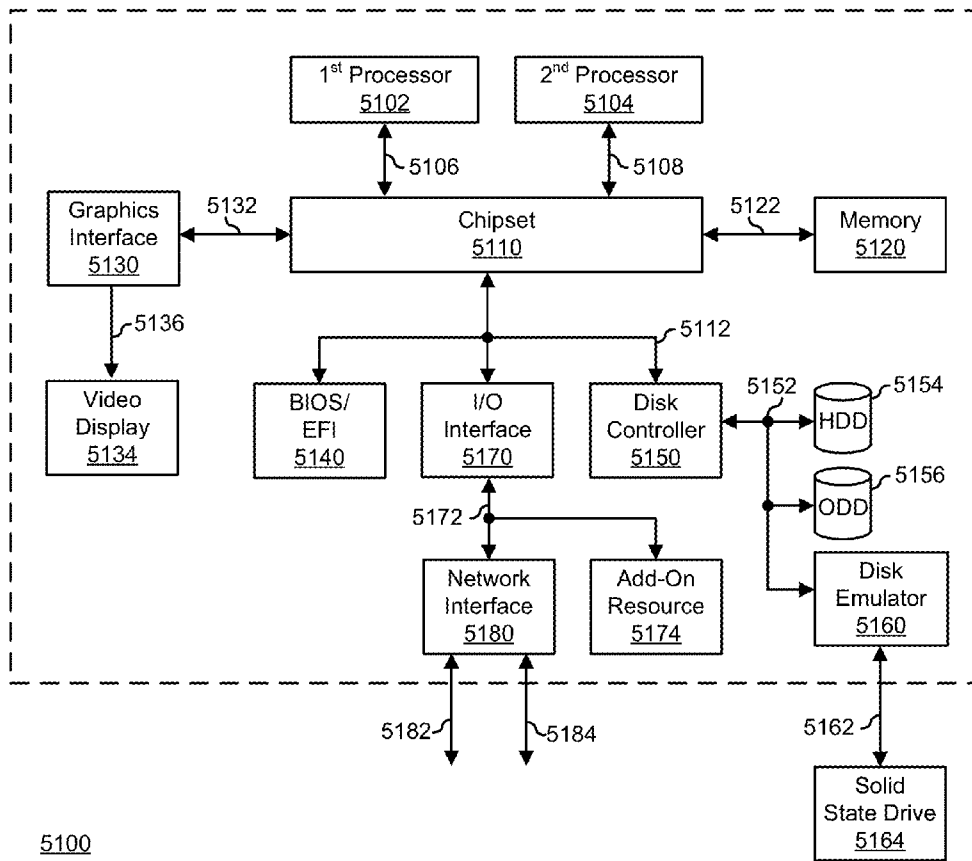 1st Processor
5102
2nd Processor
5104
5106
5108
Graphics
Interface
5130
5132
Chipset
5110
5122
Memory
5120
5136
5112
Video
Display
5134
BIOS/
EFI
5140
I/O
Interface
5170
Disk
Controller
5150
5152
HDD
5154
ODD
5156
5172
Network
Interface
5180
Add-On
Resource
5174
Disk
Emulator
5160
5182
5184
5162
Solid
State Drive
5164
5100